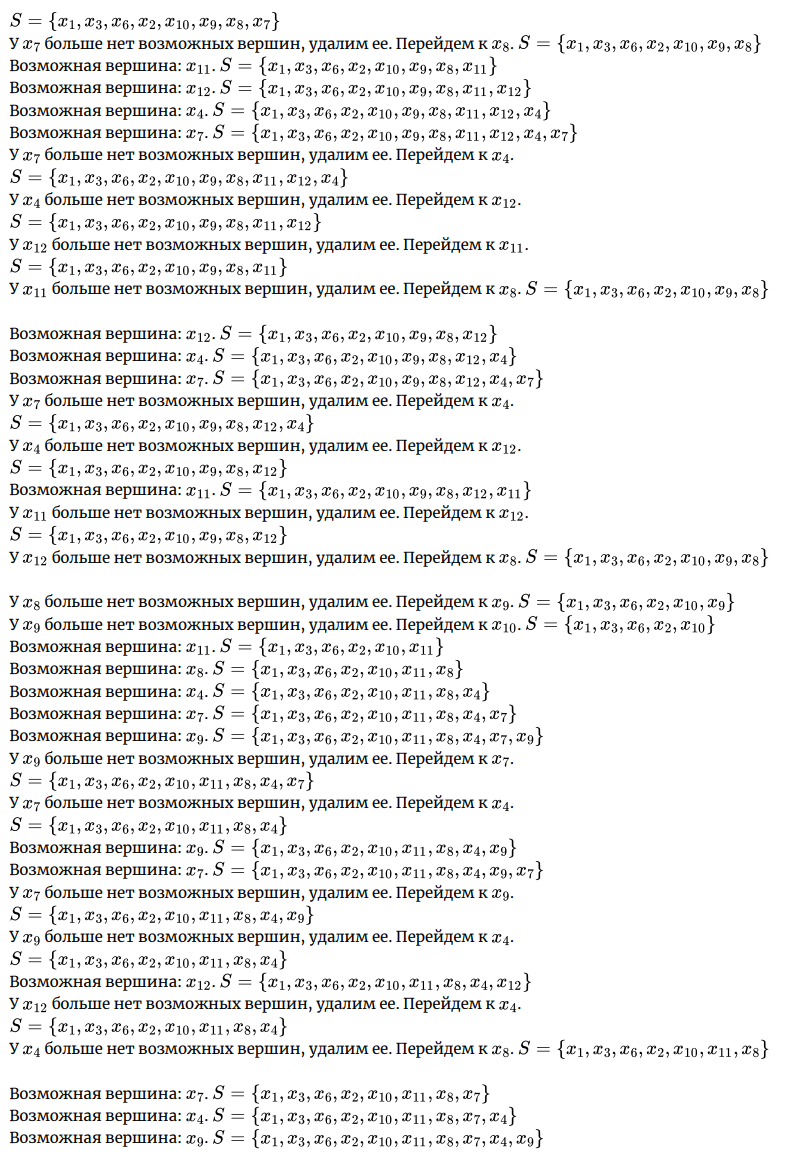 S = {x₁, x₃, x₆, x₂, x₁₀, x₉, x₈, x₇}
У x₇ больше нет возможных вершин, удалим ее. Перейдем к x₈. S = {x₁, x₃, x₆, x₂, x₁₀, x₉, x₈}
Возможная вершина: x₁₁. S = {x₁, x₃, x₆, x₂, x₁₀, x₉, x₈, x₁₁}
Возможная вершина: x₁₂. S = {x₁, x₃, x₆, x₂, x₁₀, x₉, x₈, x₁₁, x₁₂}
Возможная вершина: x₄. S = {x₁, x₃, x₆, x₂, x₁₀, x₉, x₈, x₁₁, x₁₂, x₄}
Возможная вершина: x₇. S = {x₁, x₃, x₆, x₂, x₁₀, x₉, x₈, x₁₁, x₁₂, x₄, x₇}
У x₇ больше нет возможных вершин, удалим ее. Перейдем к x₄.
S = {x₁, x₃, x₆, x₂, x₁₀, x₉, x₈, x₁₁, x₁₂, x₄}
У x₄ больше нет возможных вершин, удалим ее. Перейдем к x₁₂.
S = {x₁, x₃, x₆, x₂, x₁₀, x₉, x₈, x₁₁, x₁₂}
У x₁₂ больше нет возможных вершин, удалим ее. Перейдем к x₁₁.
S = {x₁, x₃, x₆, x₂, x₁₀, x₉, x₈, x₁₁}
У x₁₁ больше нет возможных вершин, удалим ее. Перейдем к x₈. S = {x₁, x₃, x₆, x₂, x₁₀, x₉, x₈}
Возможная вершина: x₁₂. S = {x₁, x₃, x₆, x₂, x₁₀, x₉, x₈, x₁₂}
Возможная вершина: x₄. S = {x₁, x₃, x₆, x₂, x₁₀, x₉, x₈, x₁₂, x₄}
Возможная вершина: x₇. S = {x₁, x₃, x₆, x₂, x₁₀, x₉, x₈, x₁₂, x₄, x₇}
У x₇ больше нет возможных вершин, удалим ее. Перейдем к x₄.
S = {x₁, x₃, x₆, x₂, x₁₀, x₉, x₈, x₁₂, x₄}
У x₄ больше нет возможных вершин, удалим ее. Перейдем к x₁₂.
S = {x₁, x₃, x₆, x₂, x₁₀, x₉, x₈, x₁₂}
Возможная вершина: x₁₁. S = {x₁, x₃, x₆, x₂, x₁₀, x₉, x₈, x₁₂, x₁₁}
У x₁₁ больше нет возможных вершин, удалим ее. Перейдем к x₁₂.
S = {x₁, x₃, x₆, x₂, x₁₀, x₉, x₈, x₁₂}
У x₁₂ больше нет возможных вершин, удалим ее. Перейдем к x₈. S = {x₁, x₃, x₆, x₂, x₁₀, x₉, x₈}
У x₈ больше нет возможных вершин, удалим ее. Перейдем к x₉. S = {x₁, x₃, x₆, x₂, x₁₀, x₉}
У x₉ больше нет возможных вершин, удалим ее. Перейдем к x₁₀. S = {x₁, x₃, x₆, x₂, x₁₀}
Возможная вершина: x₁₁. S = {x₁, x₃, x₆, x₂, x₁₀, x₁₁}
Возможная вершина: x₈. S = {x₁, x₃, x₆, x₂, x₁₀, x₁₁, x₈}
Возможная вершина: x₄. S = {x₁, x₃, x₆, x₂, x₁₀, x₁₁, x₈, x₄}
Возможная вершина: x₇. S = {x₁, x₃, x₆, x₂, x₁₀, x₁₁, x₈, x₄, x₇}
Возможная вершина: x₉. S = {x₁, x₃, x₆, x₂, x₁₀, x₁₁, x₈, x₄, x₇, x₉}
У x₉ больше нет возможных вершин, удалим ее. Перейдем к x₇.
S = {x₁, x₃, x₆, x₂, x₁₀, x₁₁, x₈, x₄, x₇}
У x₇ больше нет возможных вершин, удалим ее. Перейдем к x₄.
S = {x₁, x₃, x₆, x₂, x₁₀, x₁₁, x₈, x₄}
Возможная вершина: x₉. S = {x₁, x₃, x₆, x₂, x₁₀, x₁₁, x₈, x₄, x₉}
Возможная вершина: x₇. S = {x₁, x₃, x₆, x₂, x₁₀, x₁₁, x₈, x₄, x₉, x₇}
У x₇ больше нет возможных вершин, удалим ее. Перейдем к x₉.
S = {x₁, x₃, x₆, x₂, x₁₀, x₁₁, x₈, x₄, x₉}
У x₉ больше нет возможных вершин, удалим ее. Перейдем к x₄.
S = {x₁, x₃, x₆, x₂, x₁₀, x₁₁, x₈, x₄}
Возможная вершина: x₁₂. S = {x₁, x₃, x₆, x₂, x₁₀, x₁₁, x₈, x₄, x₁₂}
У x₁₂ больше нет возможных вершин, удалим ее. Перейдем к x₄.
S = {x₁, x₃, x₆, x₂, x₁₀, x₁₁, x₈, x₄}
У x₄ больше нет возможных вершин, удалим ее. Перейдем к x₈. S = {x₁, x₃, x₆, x₂, x₁₀, x₁₁, x₈}
Возможная вершина: x₇. S = {x₁, x₃, x₆, x₂, x₁₀, x₁₁, x₈, x₇}
Возможная вершина: x₄. S = {x₁, x₃, x₆, x₂, x₁₀, x₁₁, x₈, x₇, x₄}
Возможная вершина: x₉. S = {x₁, x₃, x₆, x₂, x₁₀, x₁₁, x₈, x₇, x₄, x₉}